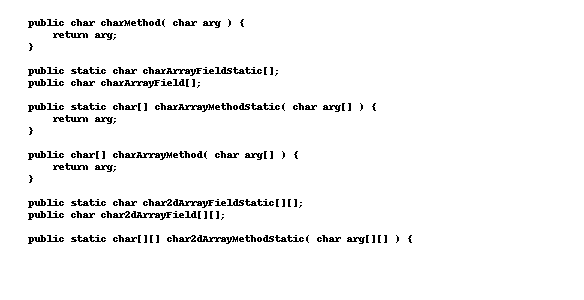 public char charMethod( char arg ) {
return arg;
}
public static char charArrayFieldStatic[];
public char charArrayField[];
public static char[] charArrayMethodStatic( char arg[] ) {
return arg;
}
public char[] charArrayMethod( char arg[] ) {
return arg;
}
public static char char2dArrayFieldStatic[][];
public char char2dArrayField[][];
public static char[][] char2dArrayMethodStatic( char arg[][] ) {